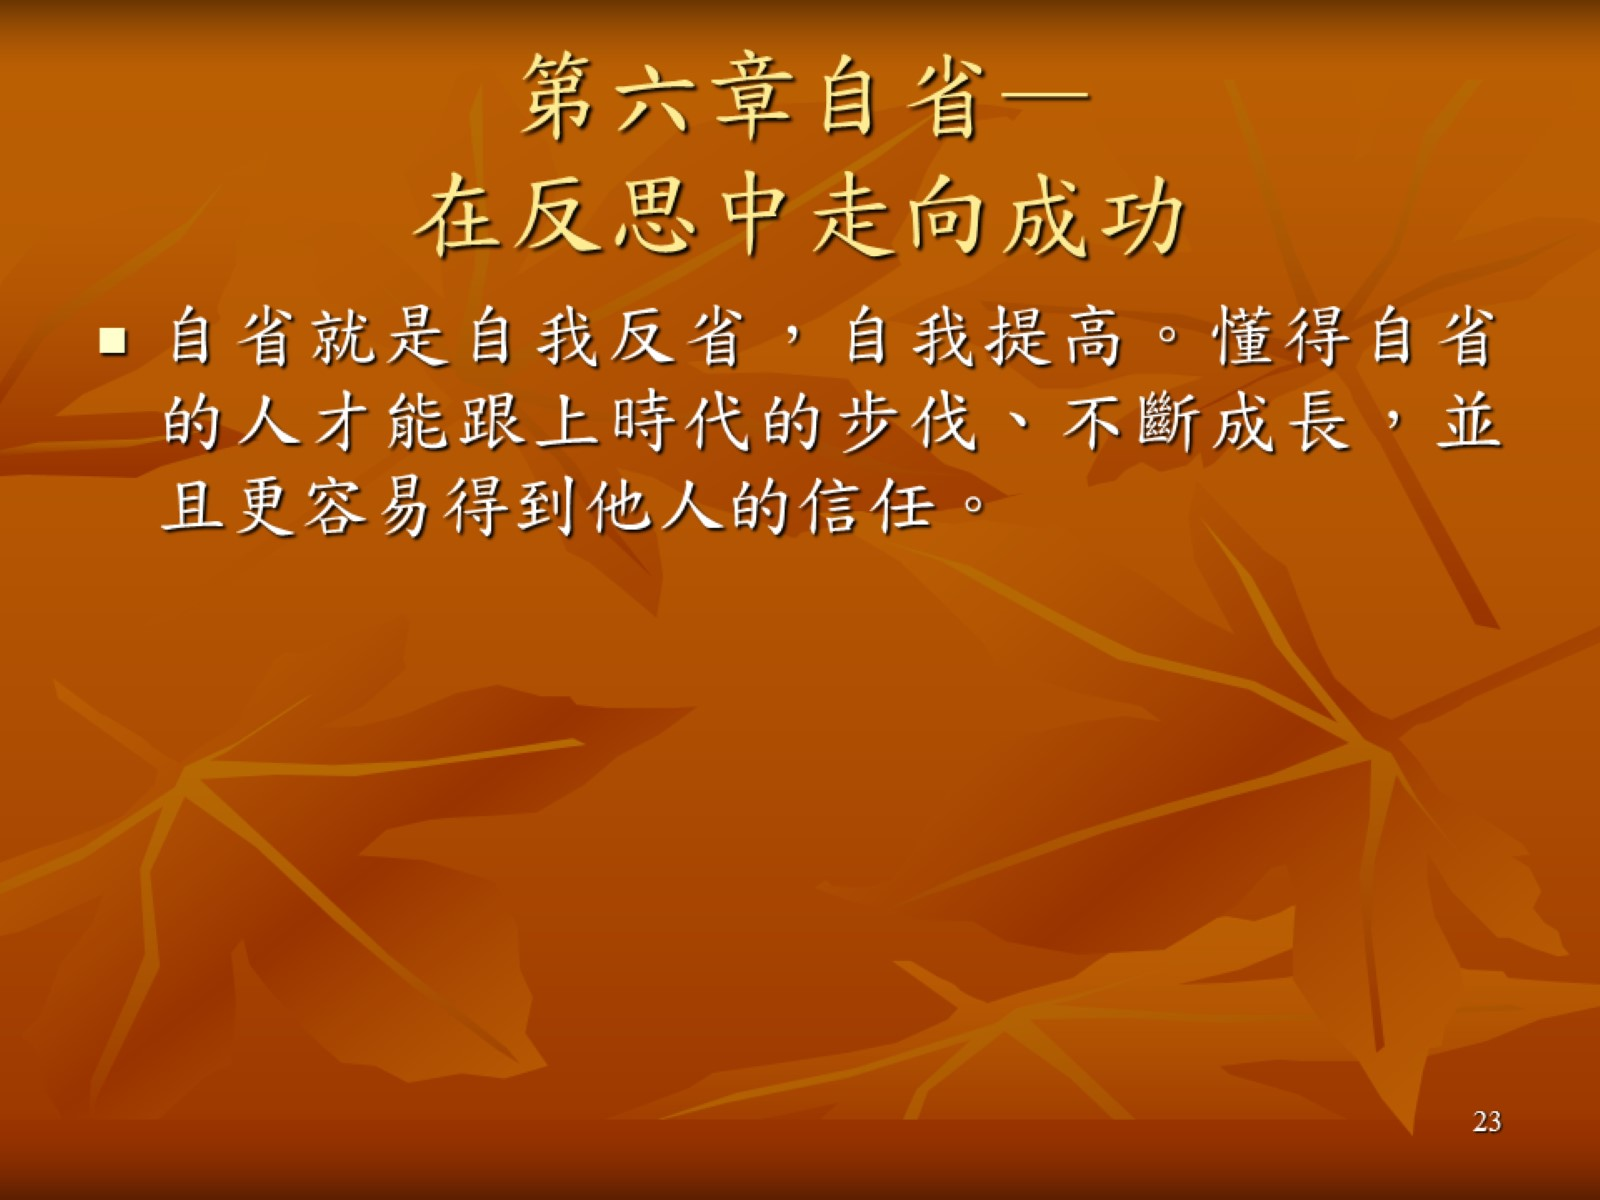 第六章自省—
在反思中走向成功
自省就是自我反省，自我提高。懂得自省
的人才能跟上時代的步伐、不斷成長，並
且更容易得到他人的信任。
23